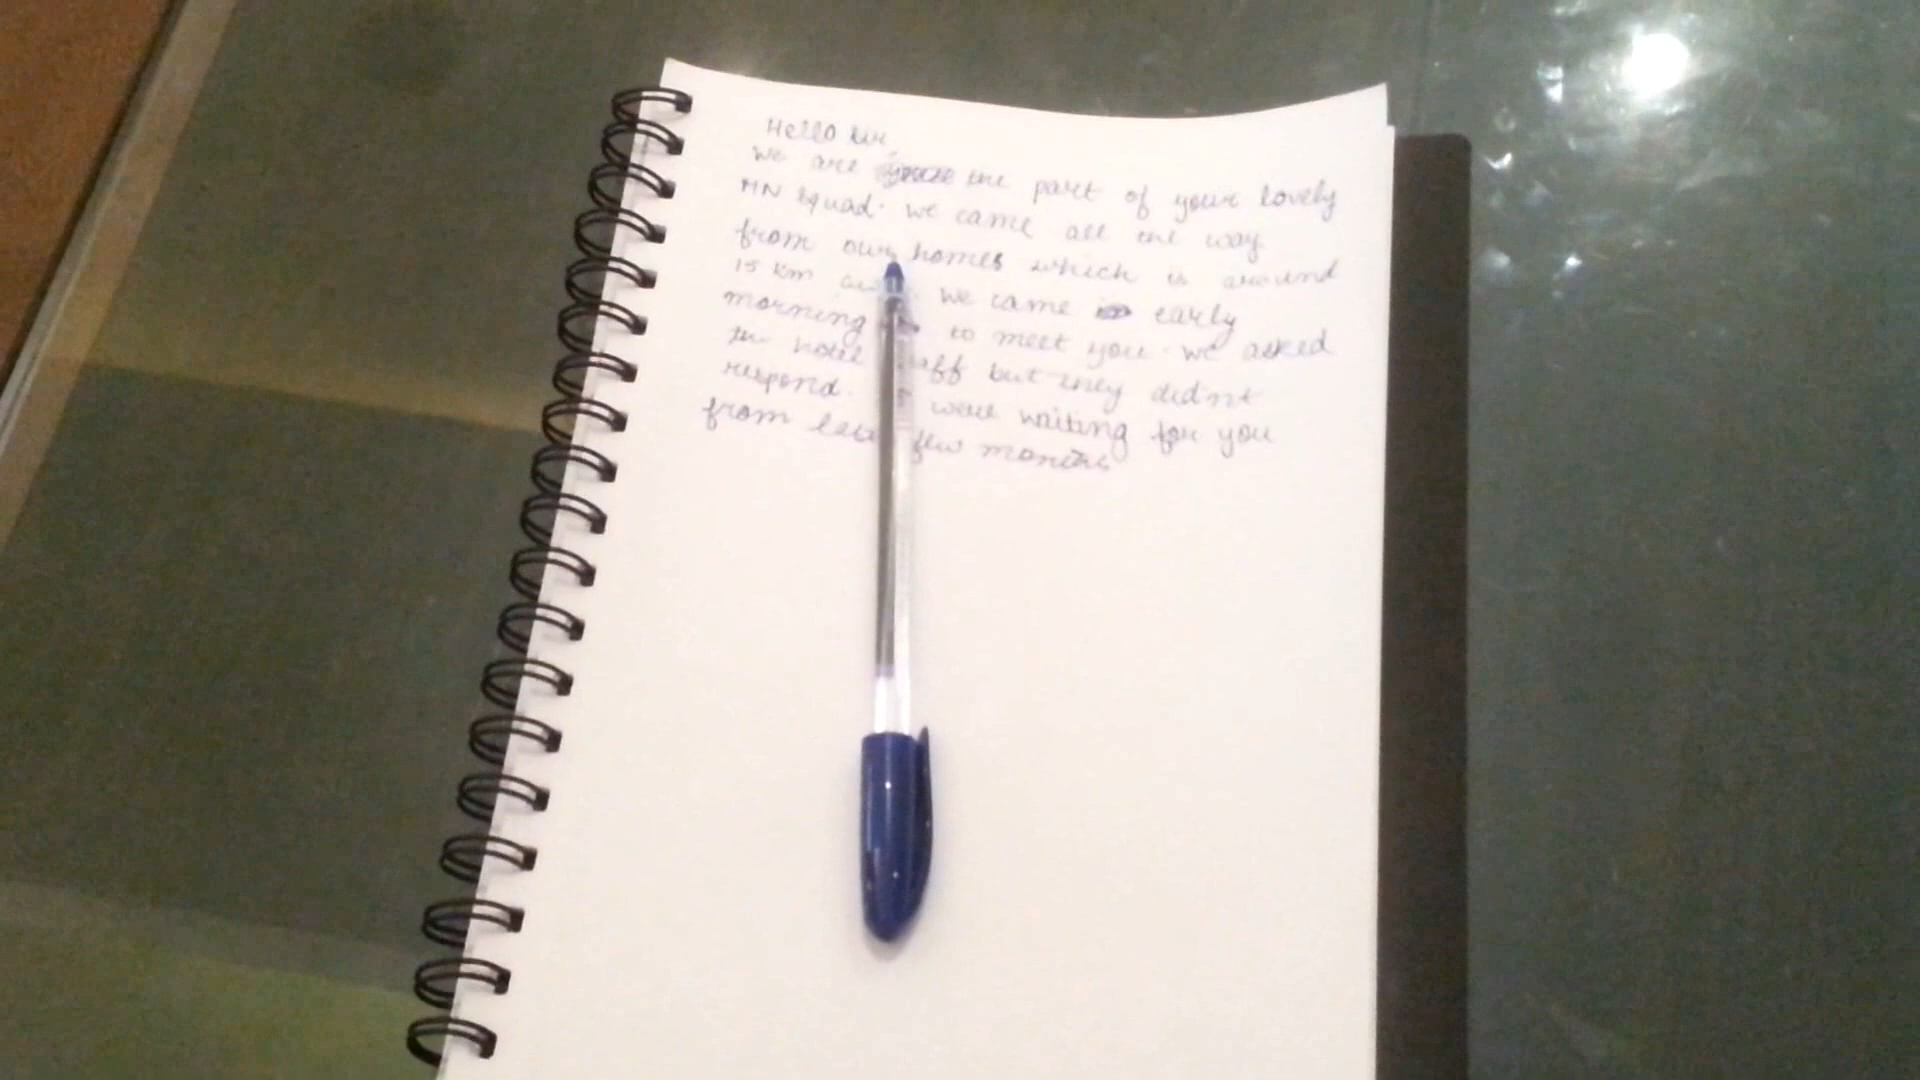 Hello sir,
we are the part of your lovely
MN squad. we came all the way
from our homes which is around
15 km we came early
morning to meet you. we asked
the hotel but they didnt
respond. were waiting for you
from last few months